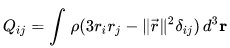 Q_{ij} = \int \rho(3r_i r_j - \|\vec{r}\|^2 \delta_{ij}) \, d^3\mathbf{r}